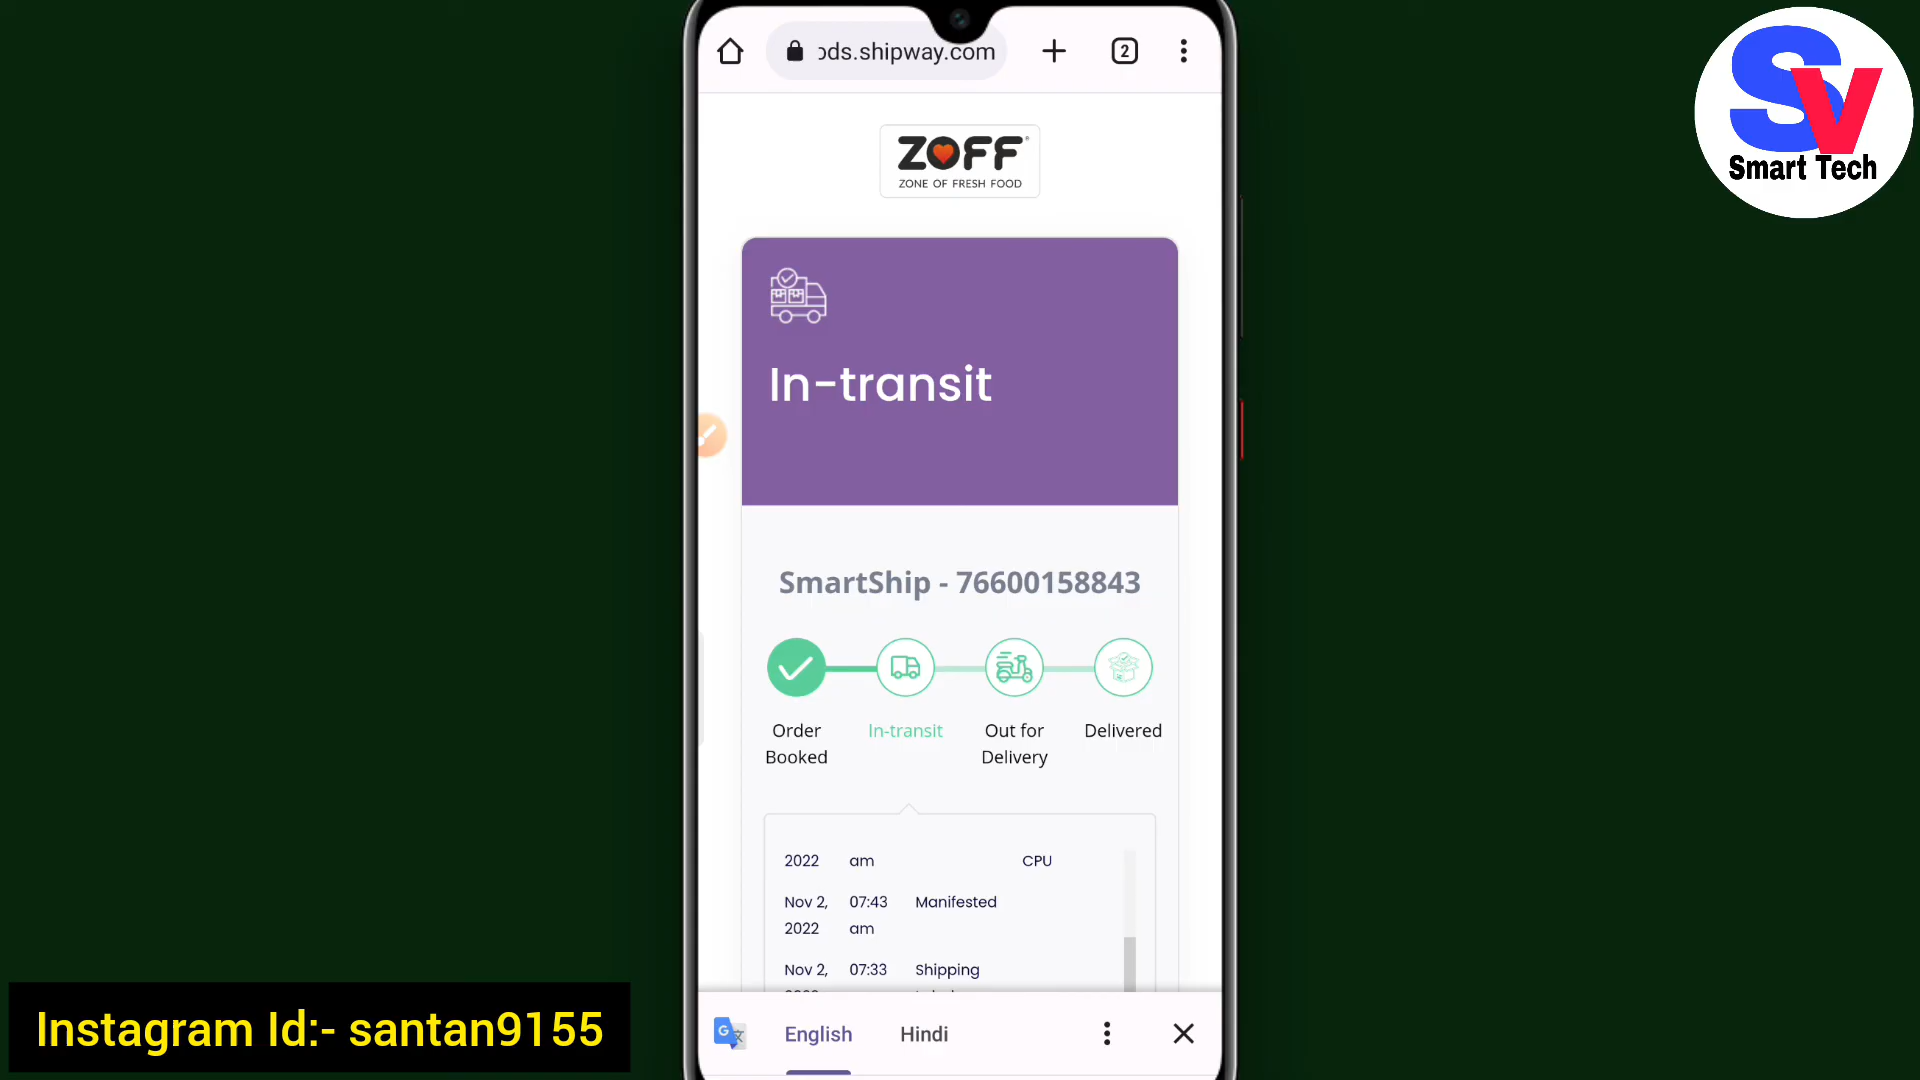 ods.shipway.com
2
SV
Smart Tech
ZOFF®
ZONE OF FRESH FOOD
In-transit
SmartShip - 76600158843
Order Booked
In-transit
Out for Delivery
Delivered
2022 am CPU
Nov 2, 07:43 Manifested
2022 am
Nov 2, 07:33 Shipping
G
English Hindi
Instagram Id:- santan9155